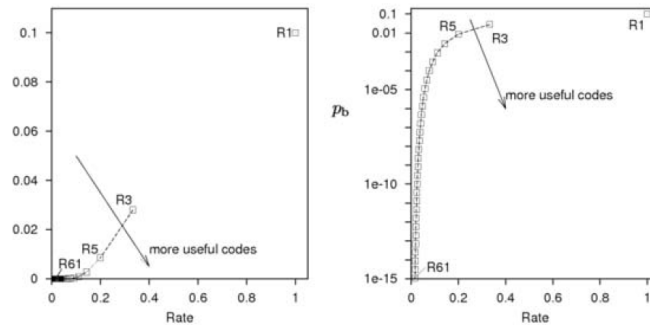 0.1
0.08
0.06
0.04
0.02
0
R1
R3
R5
R61
more useful codes
0 0.2 0.4 0.6 0.8 1
Rate
pb
0.1
0.01
1e-05
1e-10
1e-15
R5
R3
R1
more useful codes
R61
0 0.2 0.4 0.6 0.8 1
Rate